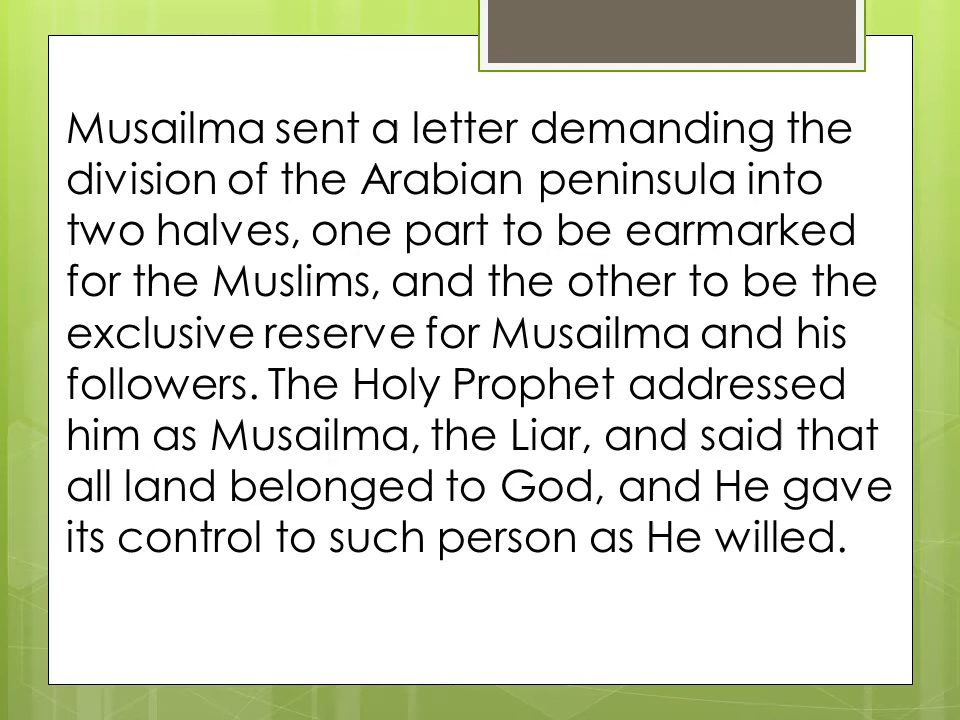 Musailma sent a letter demanding the
division of the Arabian peninsula into
two halves, one part to be earmarked
for the Muslims, and the other to be the
exclusive reserve for Musailma and his
followers. The Holy Prophet addressed
him as Musailma, the Liar, and said that
all land belonged to God, and He gave
its control to such person as He willed.